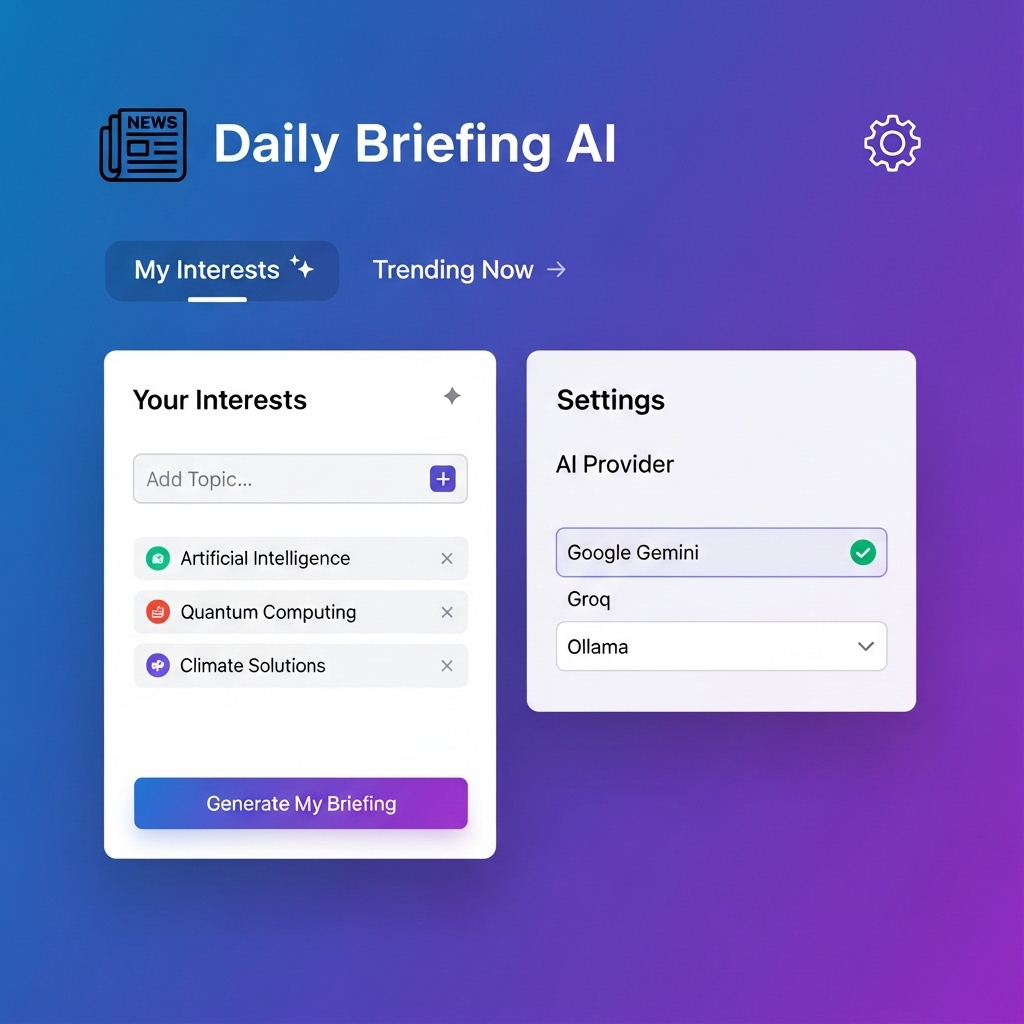 NEWS
Daily Briefing AI
My Interests
Trending Now
Your Interests
Add Topic...
Artificial Intelligence
Quantum Computing
Climate Solutions
Generate My Briefing
Settings
AI Provider
Google Gemini
Groq
Ollama